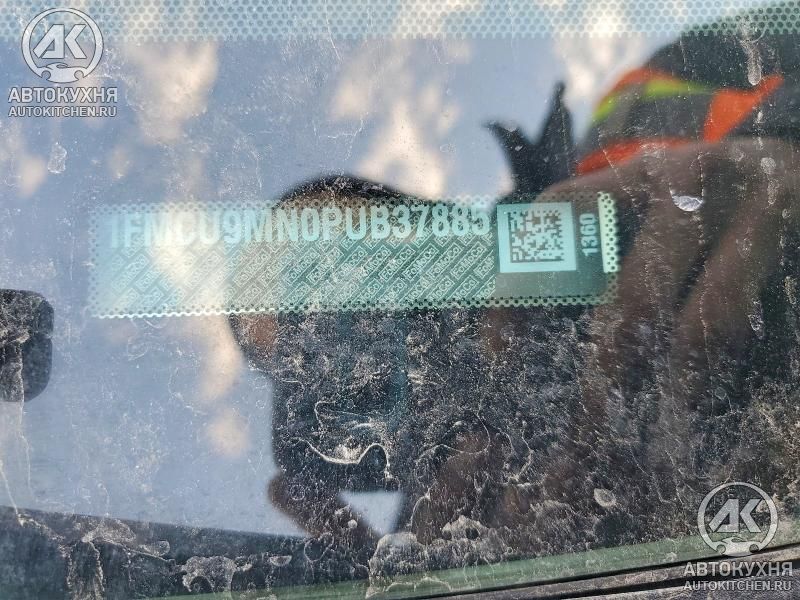 АК
АВТОКУХНЯ
AUTOKITCHEN.RU
1FMCU9MN0PUB37885
1360
АК
АВТОКУХНЯ
AUTOKITCHEN.RU